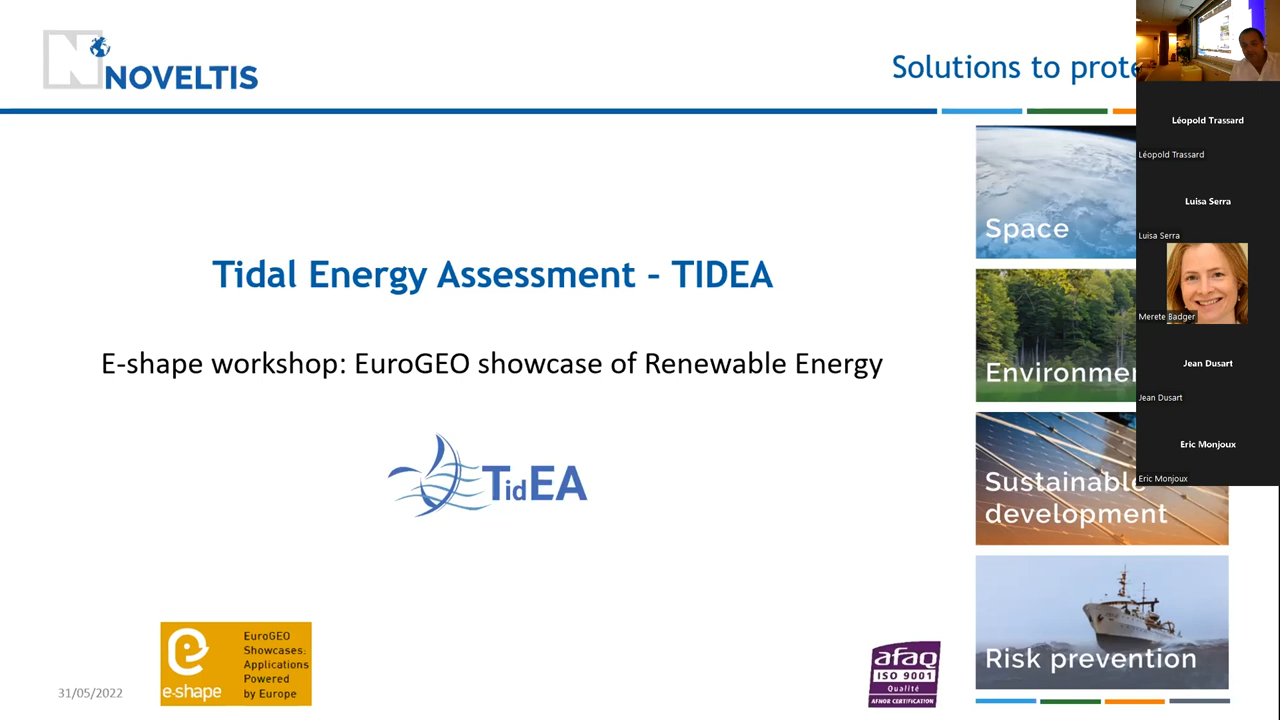 NOVELTIS
Solutions to prote
Tidal Energy Assessment – TIDEA
E-shape workshop: EuroGEO showcase of Renewable Energy
TidEA
e-shape
EuroGEO
Showcases:
Applications
Powered
by Europe
31/05/2022
afaq
ISO 9001
Qualité
AFNOR CERTIFICATION
Space
Environmen
Sustainable
development
Risk prevention
Léopold Trassard
Léopold Trassard
Luisa Serra
Luisa Serra
Merete Badger
Jean Dusart
Jean Dusart
Eric Monjoux
Eric Monjoux